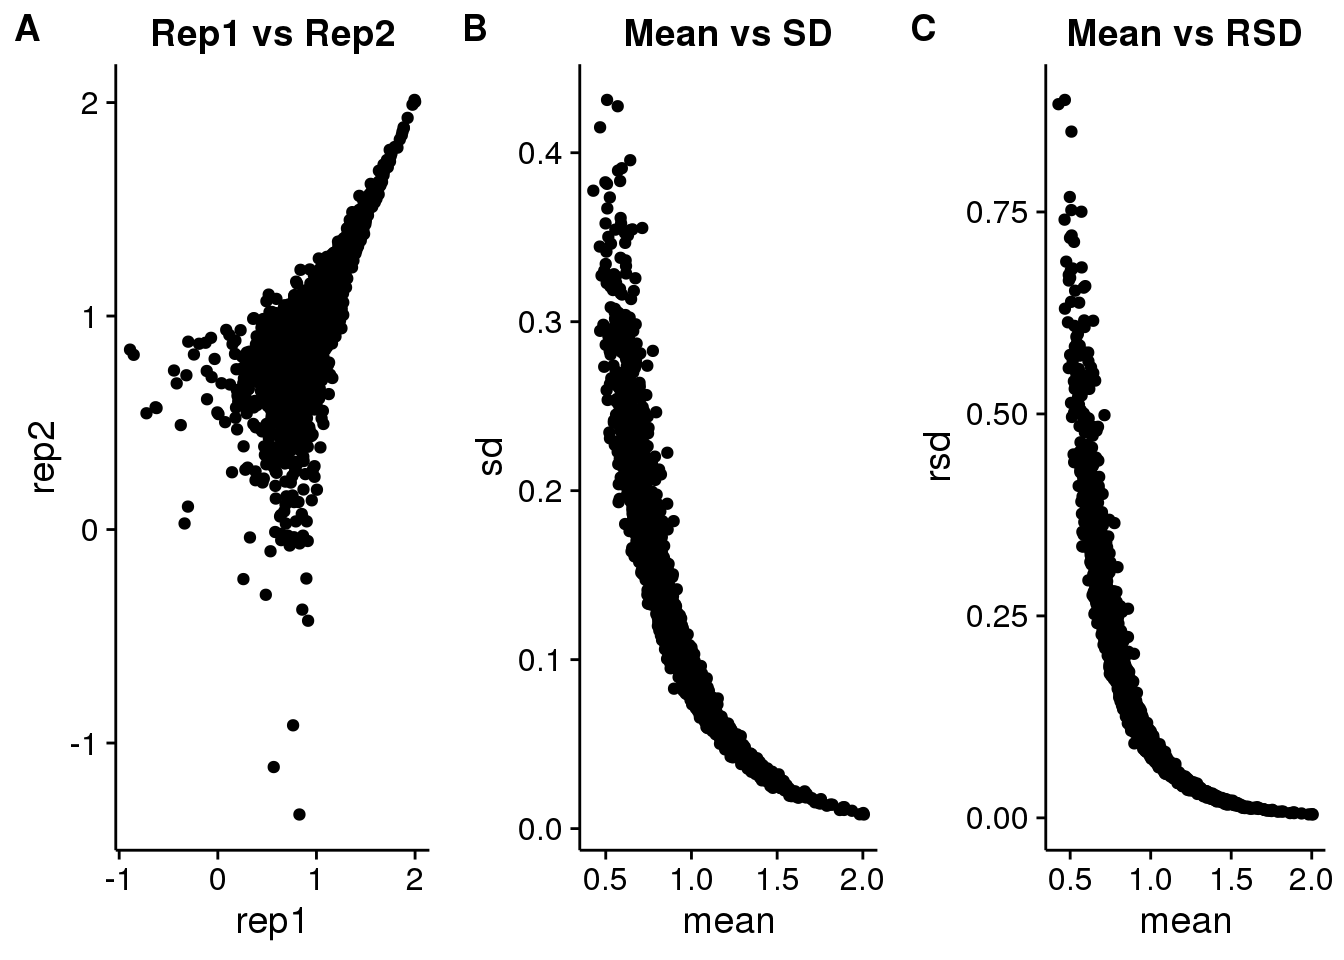 A
Rep1 vs Rep2
2
1
0
-1
rep2
-1 0 1 2
rep1
B
Mean vs SD
0.4
0.3
0.2
0.1
0.0
sd
0.5 1.0 1.5 2.0
mean
C
Mean vs RSD
0.75
0.50
0.25
0.00
rsd
0.5 1.0 1.5 2.0
mean